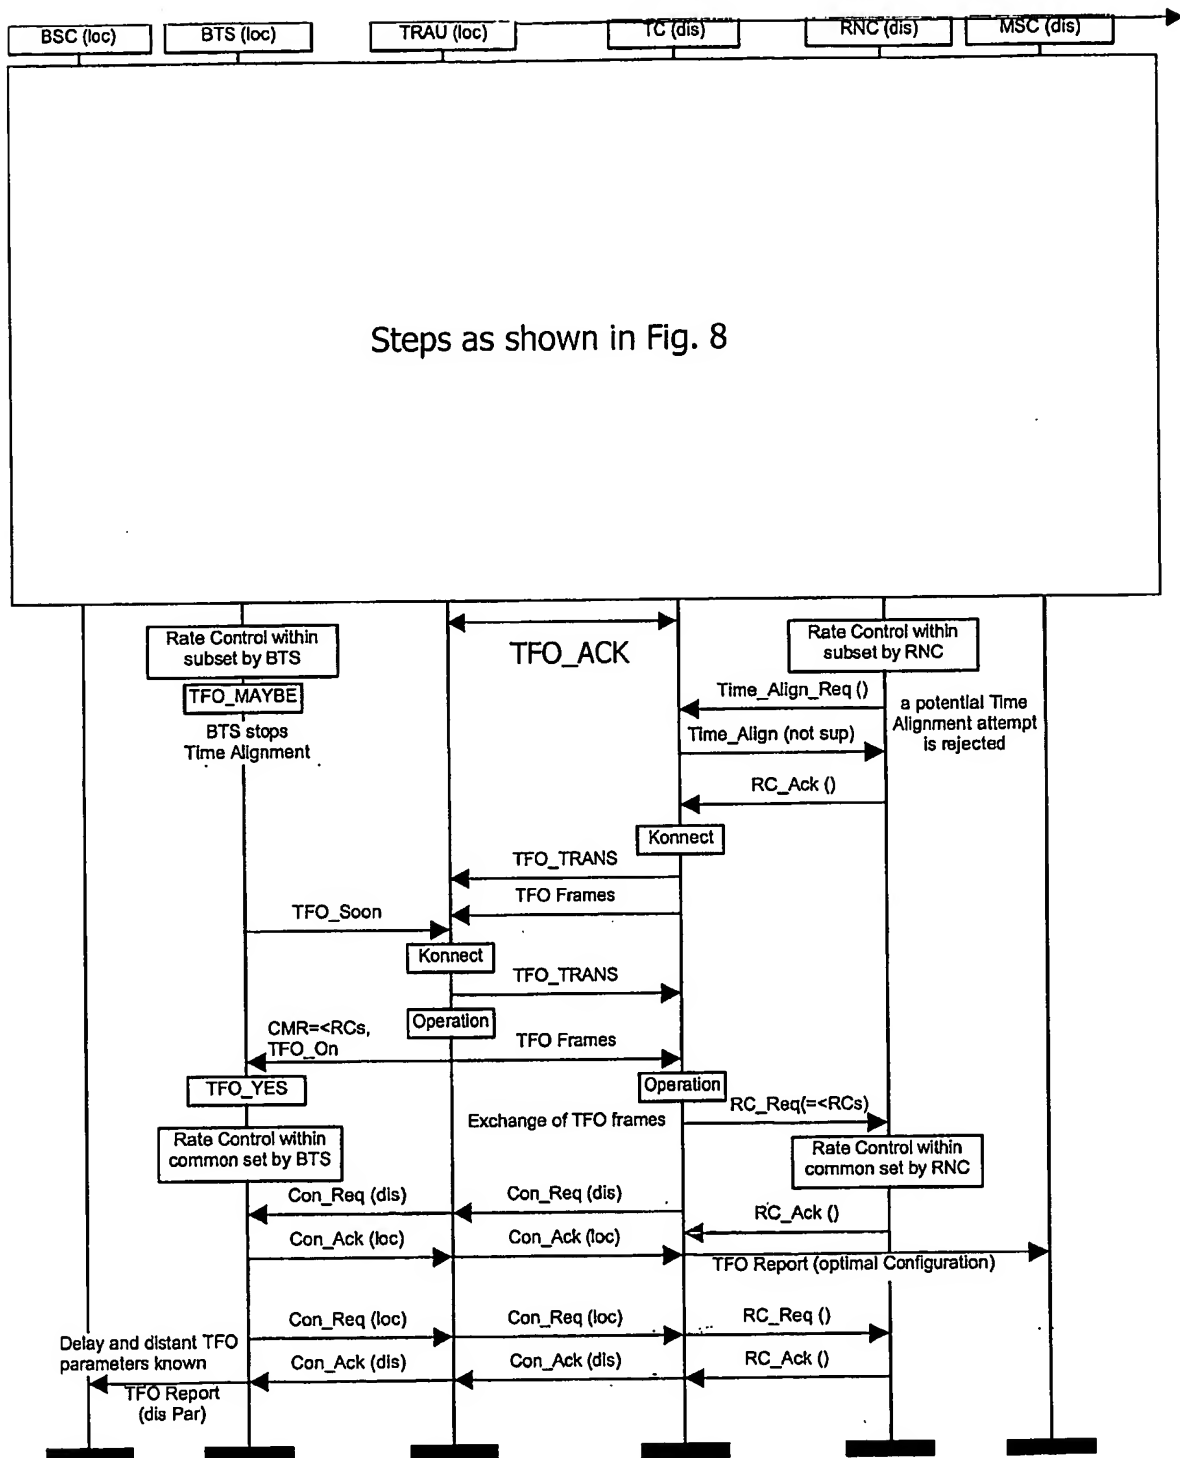 BSC (loc)
BTS (loc)
TRAU (loc)
TC (dis)
RNC (dis)
MSC (dis)
Steps as shown in Fig. 8
Rate Control within
subset by BTS
TFO_ACK
Rate Control within
subset by RNC
TFO_MAYBE
Time_Align_Req ()
BTS stops
Time Alignment
a potential Time
Alignment attempt
is rejected
Time_Align (not sup)
RC_Ack ()
Konnect
TFO_TRANS
TFO Frames
TFO_Soon
Konnect
TFO_TRANS
Operation
CMR=<RCs,
TFO_On
TFO Frames
TFO_YES
Operation
Exchange of TFO frames
RC_Req(=<RCs)
Rate Control within
common set by BTS
Rate Control within
common set by RNC
Con_Req (dis)
Con_Req (dis)
RC_Ack ()
Con_Ack (loc)
Con_Ack (loc)
TFO Report (optimal Configuration)
Con_Req (loc)
Con_Req (loc)
RC_Req ()
Delay and distant TFO
parameters known
Con_Ack (dis)
Con_Ack (dis)
RC_Ack ()
TFO Report
(dis Par)